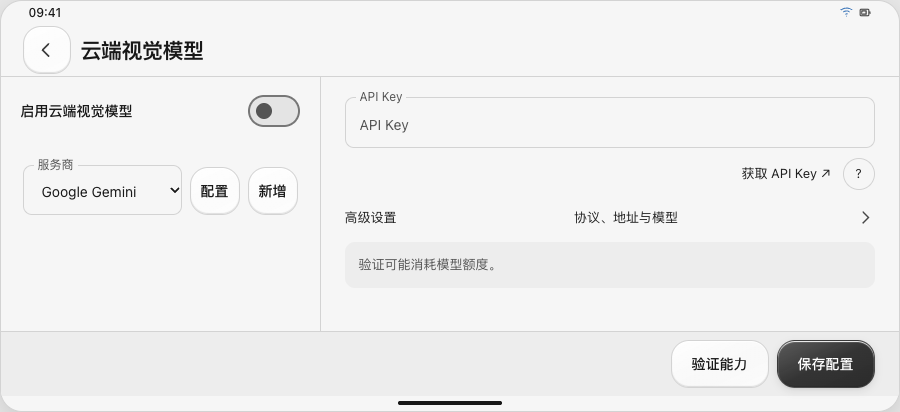 09:41
云端视觉模型
启用云端视觉模型
服务商
Google Gemini
配置
新增
API Key
API Key
获取 API Key ↗
?
高级设置
协议、地址与模型
验证可能消耗模型额度。
验证能力
保存配置